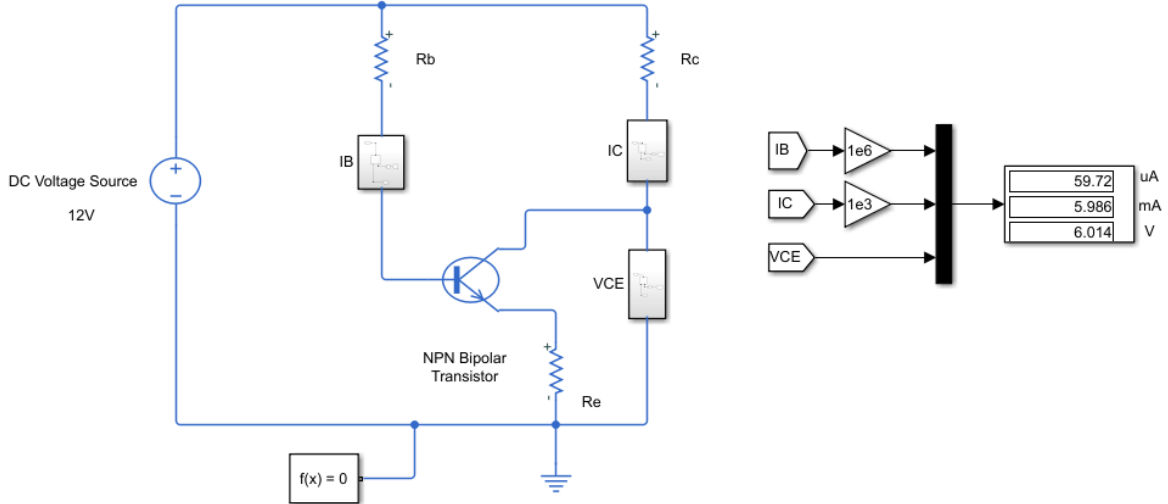 Rb
Rc
IB
IC
DC Voltage Source
12V
VCE
NPN Bipolar
Transistor
Re
f(x) = 0
IB
1e6
IC
1e3
VCE
59.72
uA
5.986
mA
6.014
V